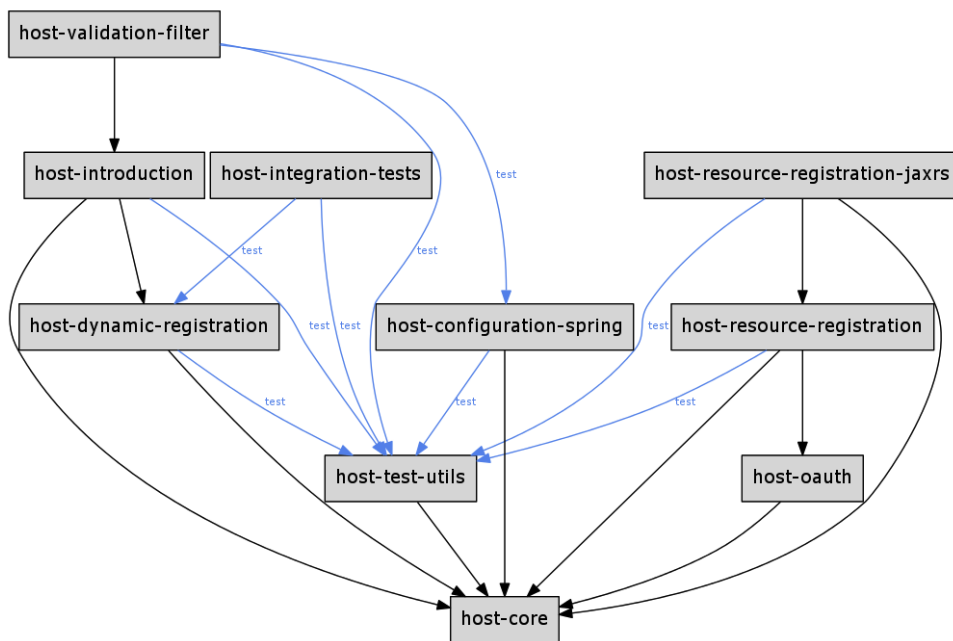 host-validation-filter
test
host-introduction
host-integration-tests
host-resource-registration-jaxrs
test
test
host-dynamic-registration
host-configuration-spring
host-resource-registration
test
test
test
test
test
test
host-test-utils
host-oauth
host-core